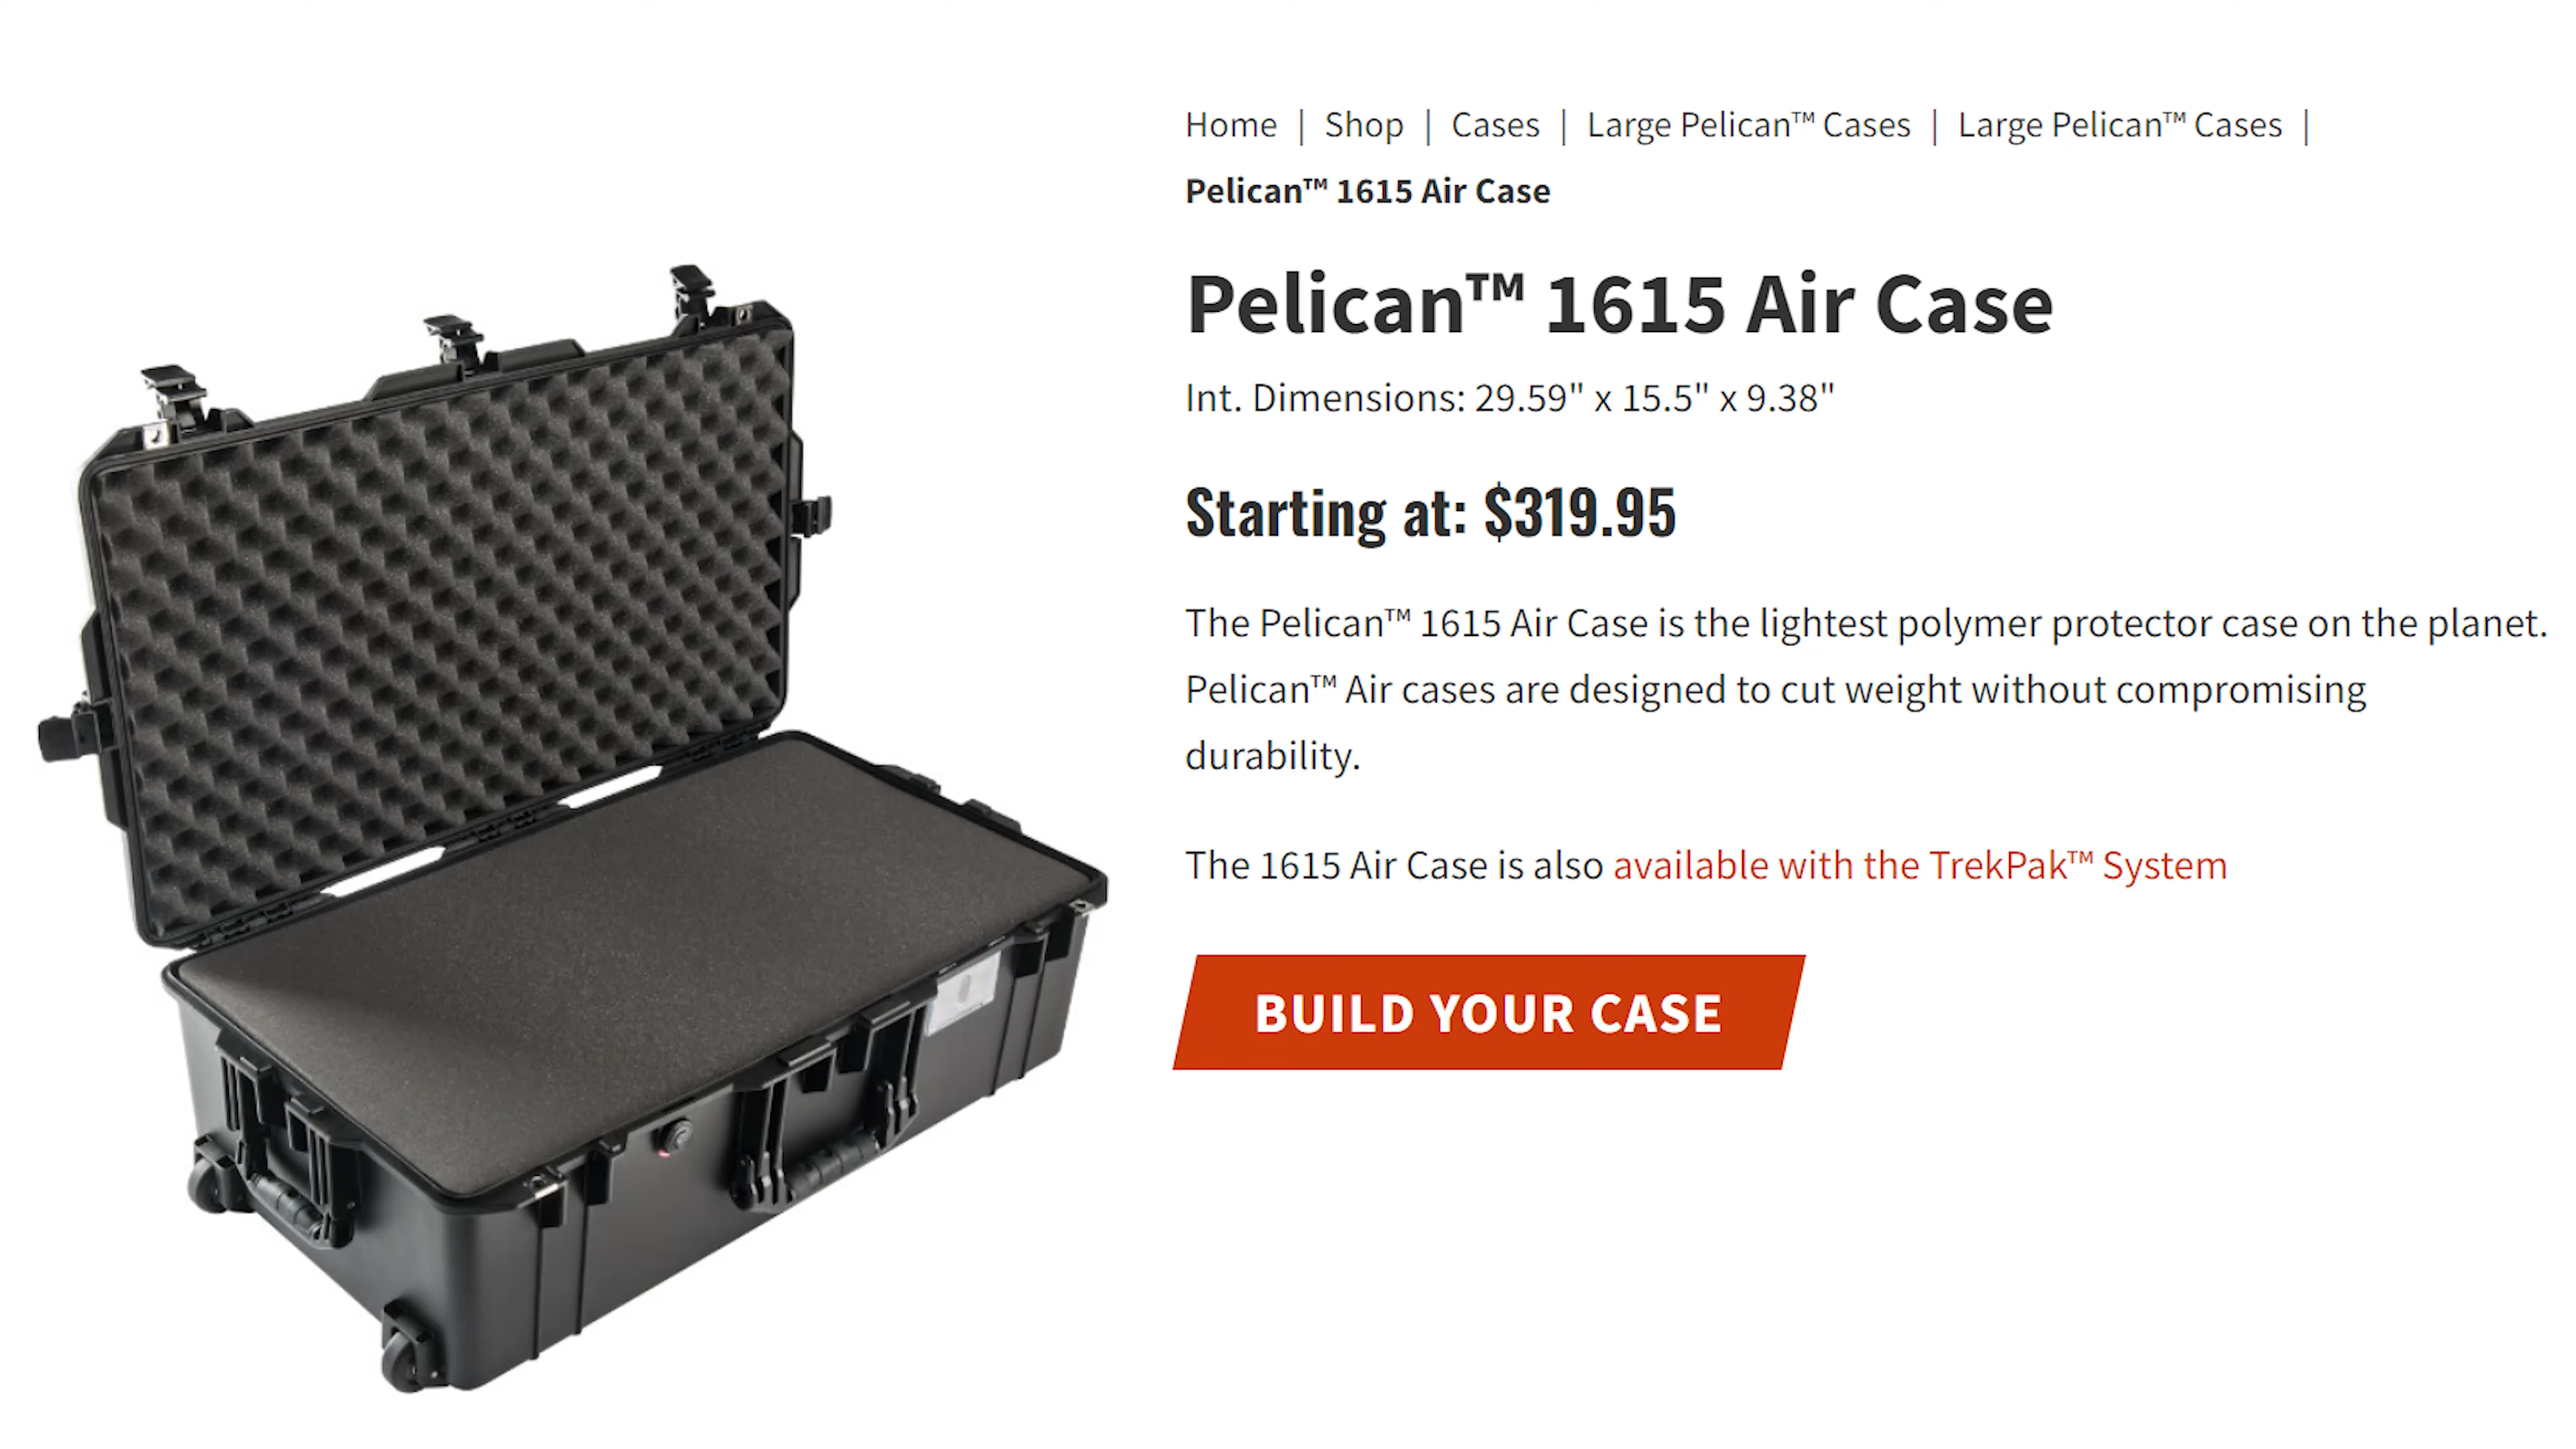 Home | Shop | Cases | Large Pelican™ Cases | Large Pelican™ Cases |
Pelican™ 1615 Air Case
Pelican™ 1615 Air Case
Int. Dimensions: 29.59" x 15.5" x 9.38"
Starting at: $319.95
The Pelican™ 1615 Air Case is the lightest polymer protector case on the planet.
Pelican™ Air cases are designed to cut weight without compromising
durability.
The 1615 Air Case is also available with the TrekPak™ System
BUILD YOUR CASE